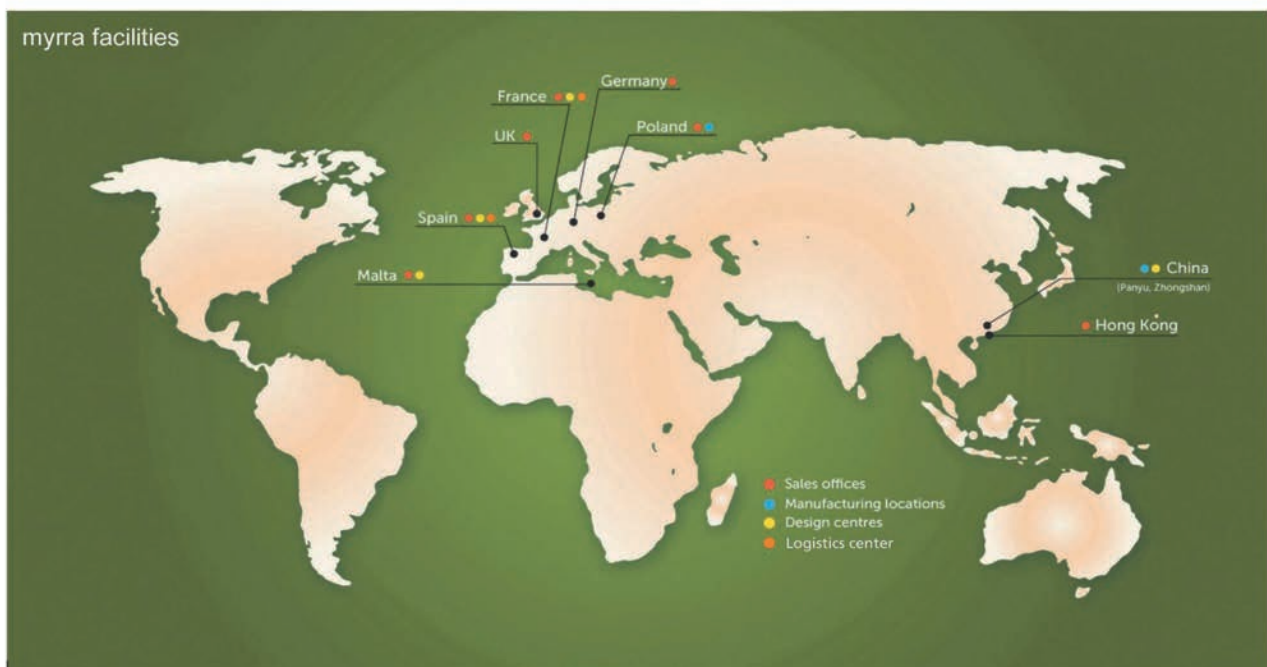 myrra facilities
Germany
France
Poland
UK
Spain
Malta
China
(Panyu, Zhongshan)
Hong Kong
Sales offices
Manufacturing locations
Design centres
Logistics center